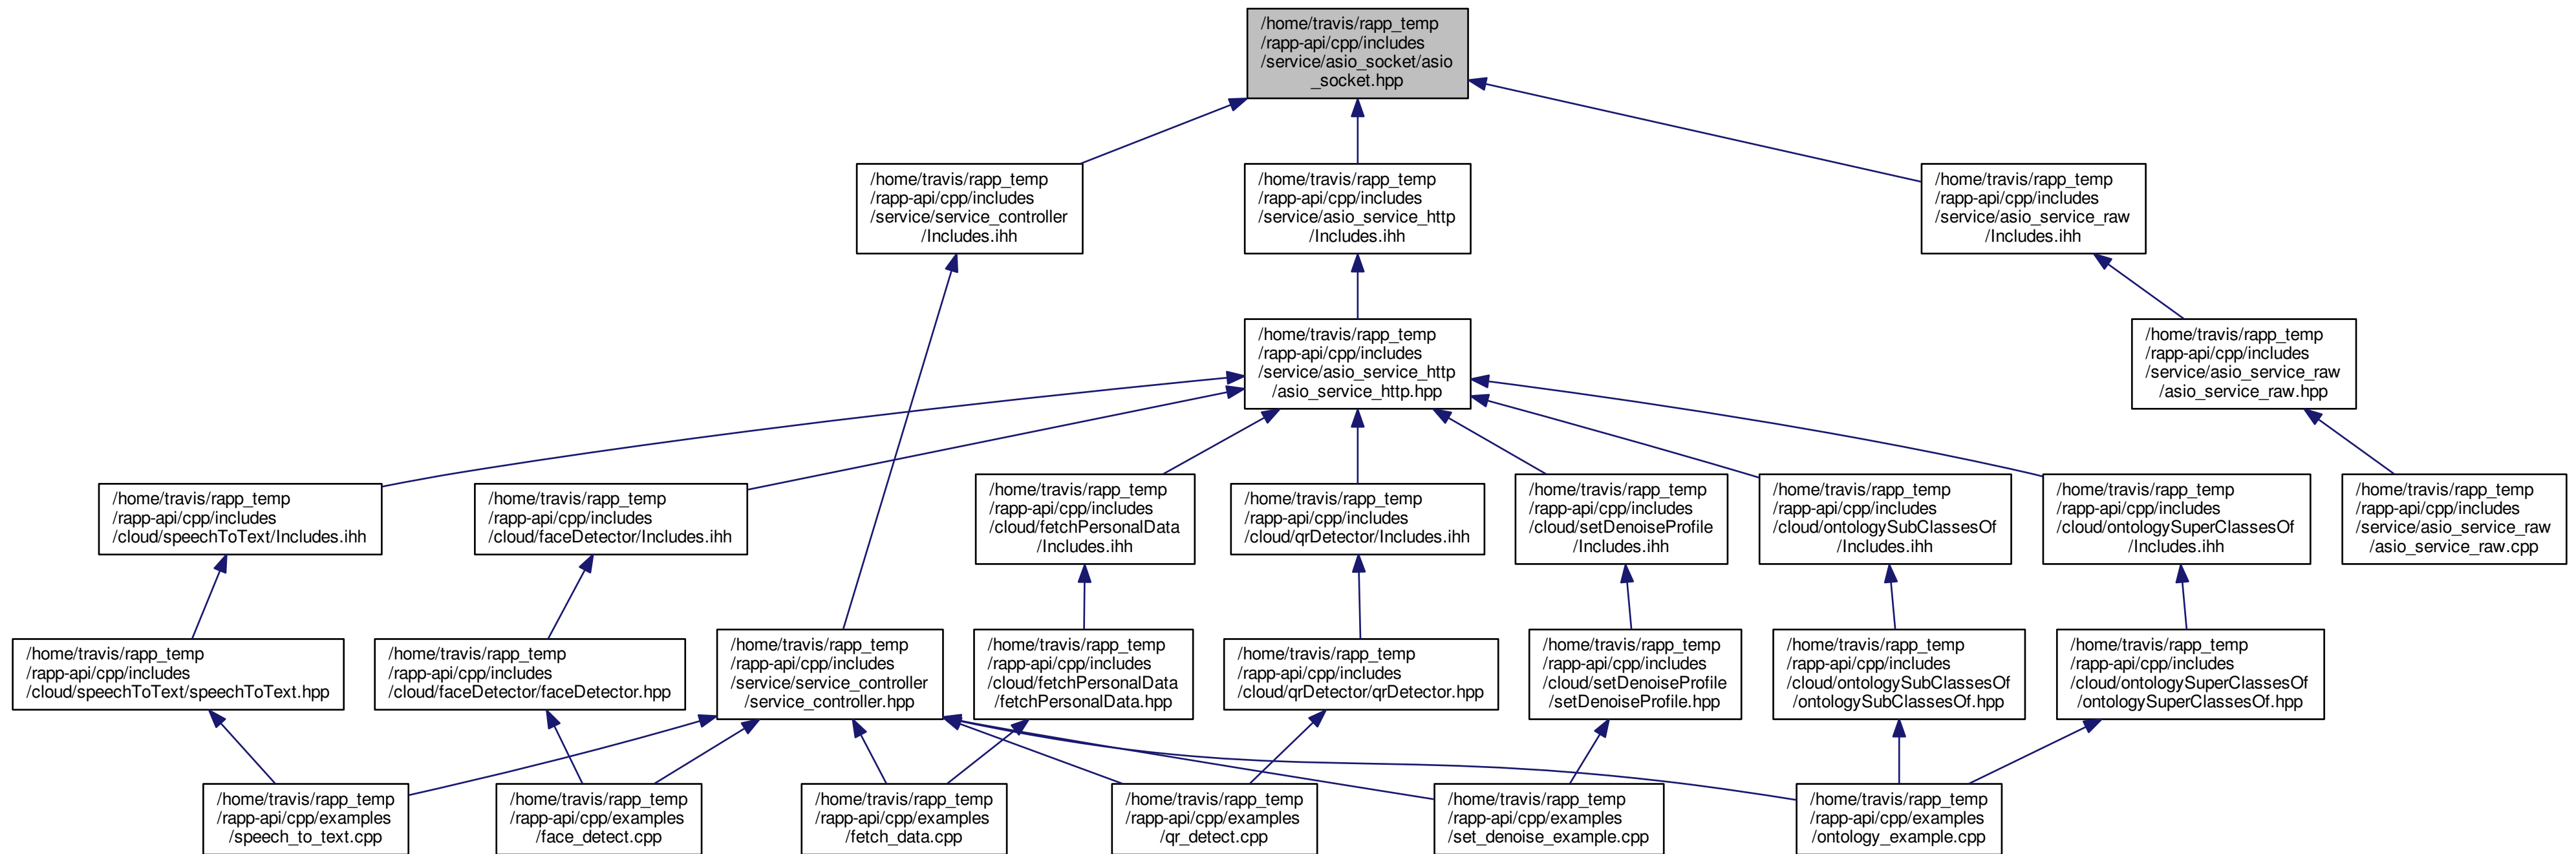 /home/travis/rapp_temp
/rapp-api/cpp/includes
/service/asio_socket/asio
_socket.hpp
/home/travis/rapp_temp
/rapp-api/cpp/includes
/service/service_controller
/Includes.ihh
/home/travis/rapp_temp
/rapp-api/cpp/includes
/service/asio_service_http
/Includes.ihh
/home/travis/rapp_temp
/rapp-api/cpp/includes
/service/asio_service_raw
/Includes.ihh
/home/travis/rapp_temp
/rapp-api/cpp/includes
/service/asio_service_http
/asio_service_http.hpp
/home/travis/rapp_temp
/rapp-api/cpp/includes
/service/asio_service_raw
/asio_service_raw.hpp
/home/travis/rapp_temp
/rapp-api/cpp/includes
/cloud/speechToText/Includes.ihh
/home/travis/rapp_temp
/rapp-api/cpp/includes
/cloud/faceDetector/Includes.ihh
/home/travis/rapp_temp
/rapp-api/cpp/includes
/cloud/fetchPersonalData
/Includes.ihh
/home/travis/rapp_temp
/rapp-api/cpp/includes
/cloud/qrDetector/Includes.ihh
/home/travis/rapp_temp
/rapp-api/cpp/includes
/cloud/setDenoiseProfile
/Includes.ihh
/home/travis/rapp_temp
/rapp-api/cpp/includes
/cloud/ontologySubClassesOf
/Includes.ihh
/home/travis/rapp_temp
/rapp-api/cpp/includes
/cloud/ontologySuperClassesOf
/Includes.ihh
/home/travis/rapp_temp
/rapp-api/cpp/includes
/service/asio_service_raw
/asio_service_raw.cpp
/home/travis/rapp_temp
/rapp-api/cpp/includes
/cloud/speechToText/speechToText.hpp
/home/travis/rapp_temp
/rapp-api/cpp/includes
/cloud/faceDetector/faceDetector.hpp
/home/travis/rapp_temp
/rapp-api/cpp/includes
/service/service_controller
/service_controller.hpp
/home/travis/rapp_temp
/rapp-api/cpp/includes
/cloud/fetchPersonalData
/fetchPersonalData.hpp
/home/travis/rapp_temp
/rapp-api/cpp/includes
/cloud/qrDetector/qrDetector.hpp
/home/travis/rapp_temp
/rapp-api/cpp/includes
/cloud/setDenoiseProfile
/setDenoiseProfile.hpp
/home/travis/rapp_temp
/rapp-api/cpp/includes
/cloud/ontologySubClassesOf
/ontologySubClassesOf.hpp
/home/travis/rapp_temp
/rapp-api/cpp/includes
/cloud/ontologySuperClassesOf
/ontologySuperClassesOf.hpp
/home/travis/rapp_temp
/rapp-api/cpp/examples
/speech_to_text.cpp
/home/travis/rapp_temp
/rapp-api/cpp/examples
/face_detect.cpp
/home/travis/rapp_temp
/rapp-api/cpp/examples
/fetch_data.cpp
/home/travis/rapp_temp
/rapp-api/cpp/examples
/qr_detect.cpp
/home/travis/rapp_temp
/rapp-api/cpp/examples
/set_denoise_example.cpp
/home/travis/rapp_temp
/rapp-api/cpp/examples
/ontology_example.cpp